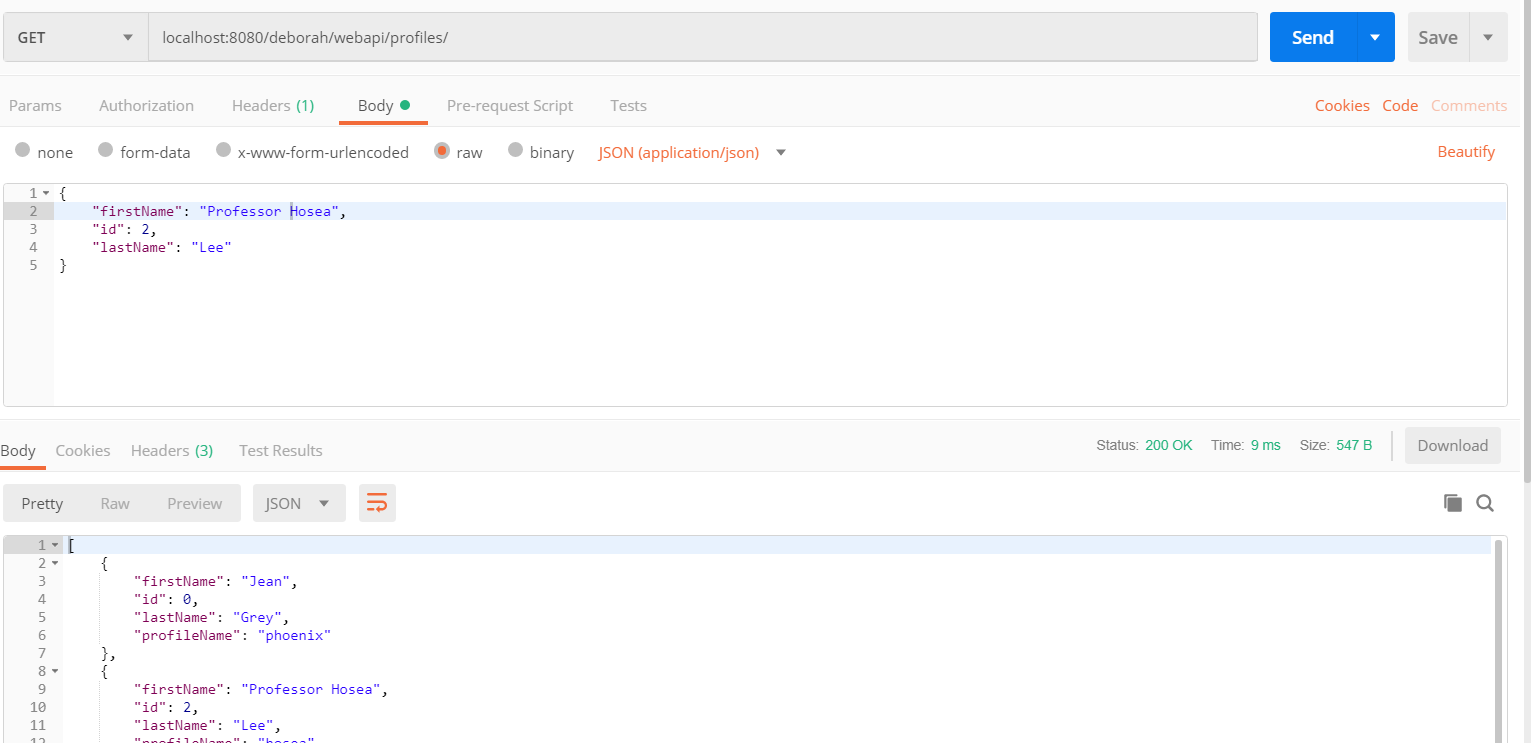 GET localhost:8080/deborah/webapi/profiles/ Send Save
Params Authorization Headers (1) Body Pre-request Script Tests Cookies Code Comments
none form-data x-www-form-urlencoded raw binary JSON (application/json) Beautify
1 {
2 "firstName": "Professor Hosea",
3 "id": 2,
4 "lastName": "Lee"
5 }
Body Cookies Headers (3) Test Results Status: 200 OK Time: 9 ms Size: 547 B Download
Pretty Raw Preview JSON
1 [
2 {
3 "firstName": "Jean",
4 "id": 0,
5 "lastName": "Grey",
6 "profileName": "phoenix"
7 },
8 {
9 "firstName": "Professor Hosea",
10 "id": 2,
11 "lastName": "Lee",
12 "profileName": "hosea"